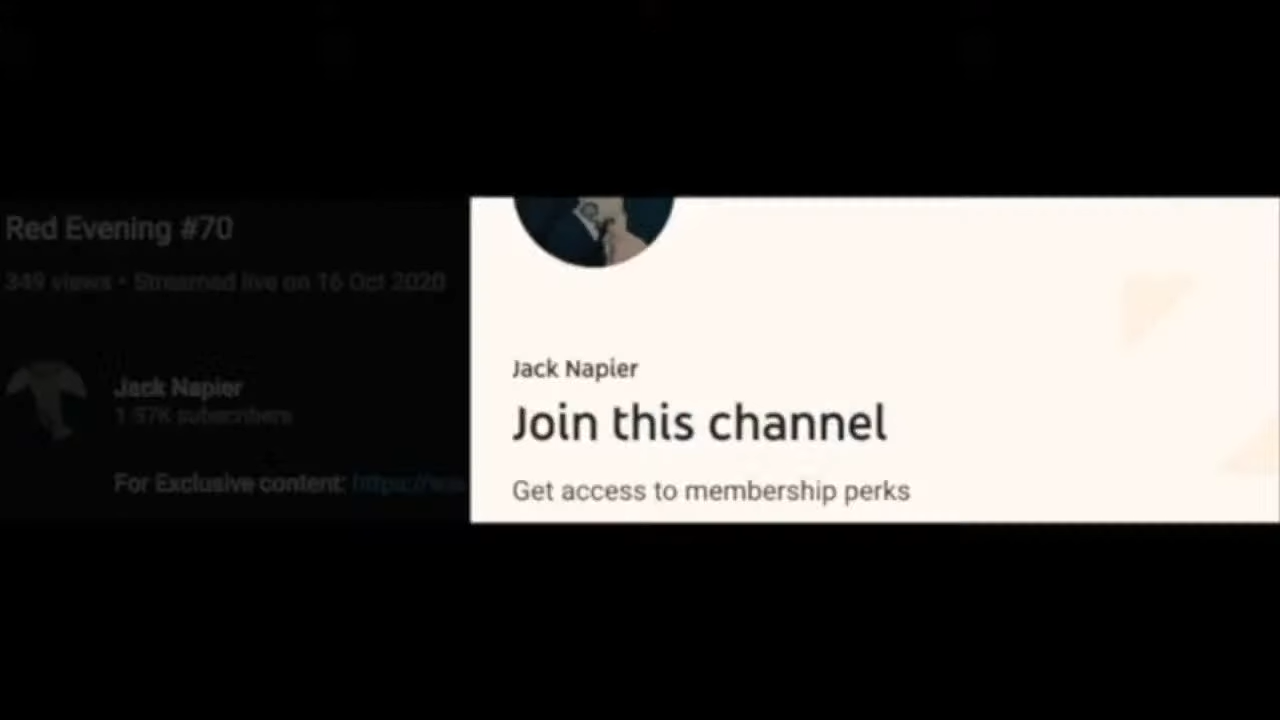 Red Evening #70
349 views • Streamed live on 16 Oct 2020
Jack Napier
subscribers
For Exclusive content:
Jack Napier
Join this channel
Get access to membership perks